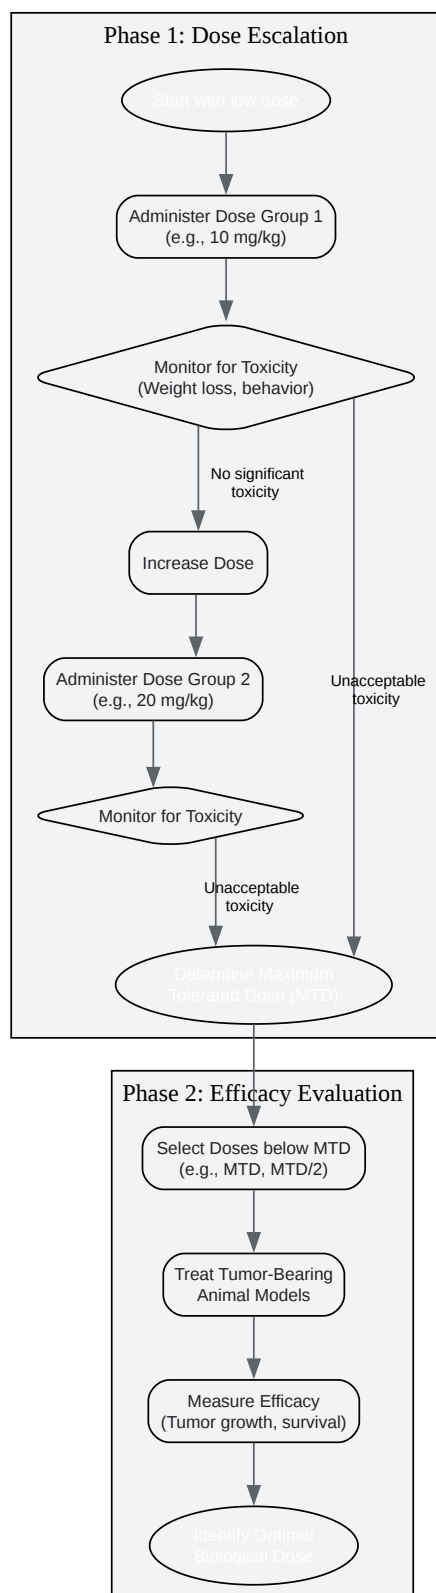 Phase 1: Dose Escalation
Start with low dose
Administer Dose Group 1
(e.g., 10 mg/kg)
Monitor for Toxicity
(Weight loss, behavior)
No significant
toxicity
Increase Dose
Unacceptable
toxicity
Administer Dose Group 2
(e.g., 20 mg/kg)
Monitor for Toxicity
Unacceptable
toxicity
Determine Maximum
Tolerated Dose (MTD)
Phase 2: Efficacy Evaluation
Select Doses below MTD
(e.g., MTD, MTD/2)
Treat Tumor-Bearing
Animal Models
Measure Efficacy
(Tumor growth, survival)
Identify Optimal
Biological Dose